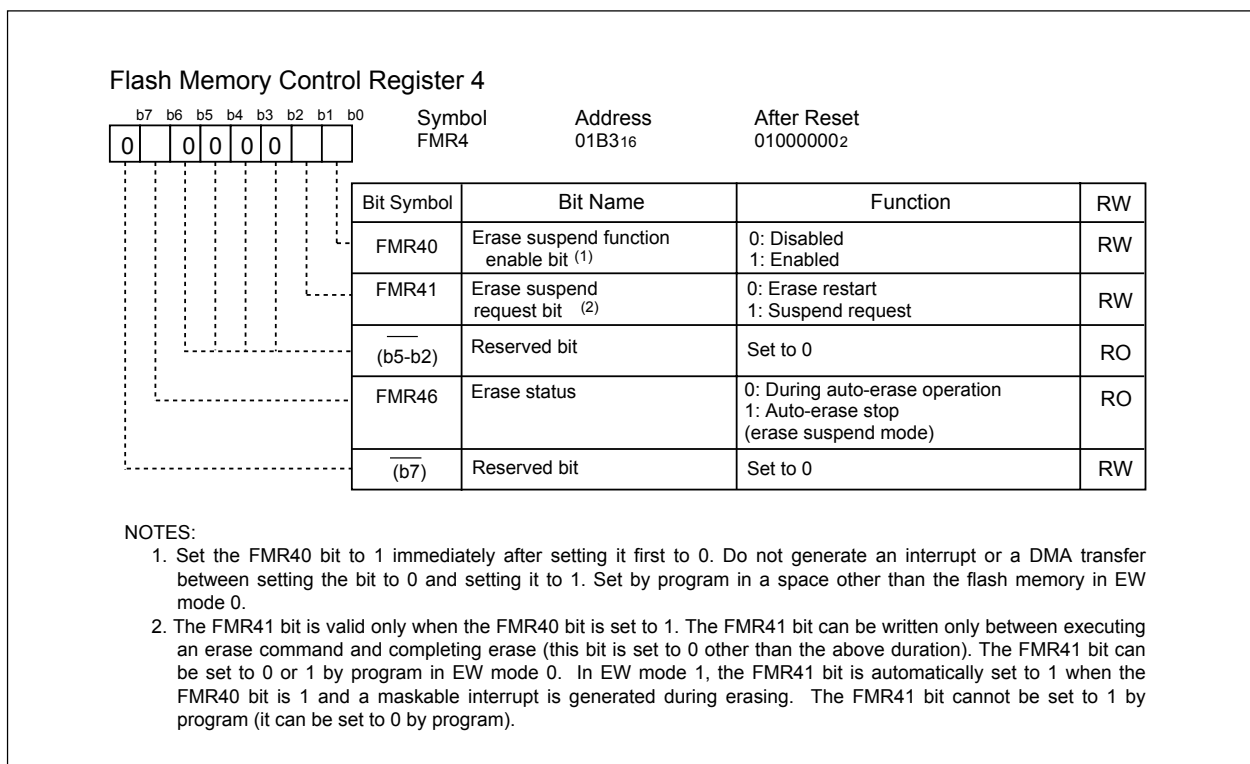 Flash Memory Control Register 4
b7 b6 b5 b4 b3 b2 b1 b0
Symbol Address After Reset
FMR4 01B316 010000002
0 0 0 0 0
Bit Symbol Bit Name Function RW
FMR40 Erase suspend function enable bit (1) 0: Disabled 1: Enabled RW
FMR41 Erase suspend request bit (2) 0: Erase restart 1: Suspend request RW
(b5-b2) Reserved bit Set to 0 RO
FMR46 Erase status 0: During auto-erase operation 1: Auto-erase stop (erase suspend mode) RO
(b7) Reserved bit Set to 0 RW
NOTES:
1. Set the FMR40 bit to 1 immediately after setting it first to 0. Do not generate an interrupt or a DMA transfer
between setting the bit to 0 and setting it to 1. Set by program in a space other than the flash memory in EW
mode 0.
2. The FMR41 bit is valid only when the FMR40 bit is set to 1. The FMR41 bit can be written only between executing
an erase command and completing erase (this bit is set to 0 other than the above duration). The FMR41 bit can
be set to 0 or 1 by program in EW mode 0. In EW mode 1, the FMR41 bit is automatically set to 1 when the
FMR40 bit is 1 and a maskable interrupt is generated during erasing. The FMR41 bit cannot be set to 1 by
program (it can be set to 0 by program).